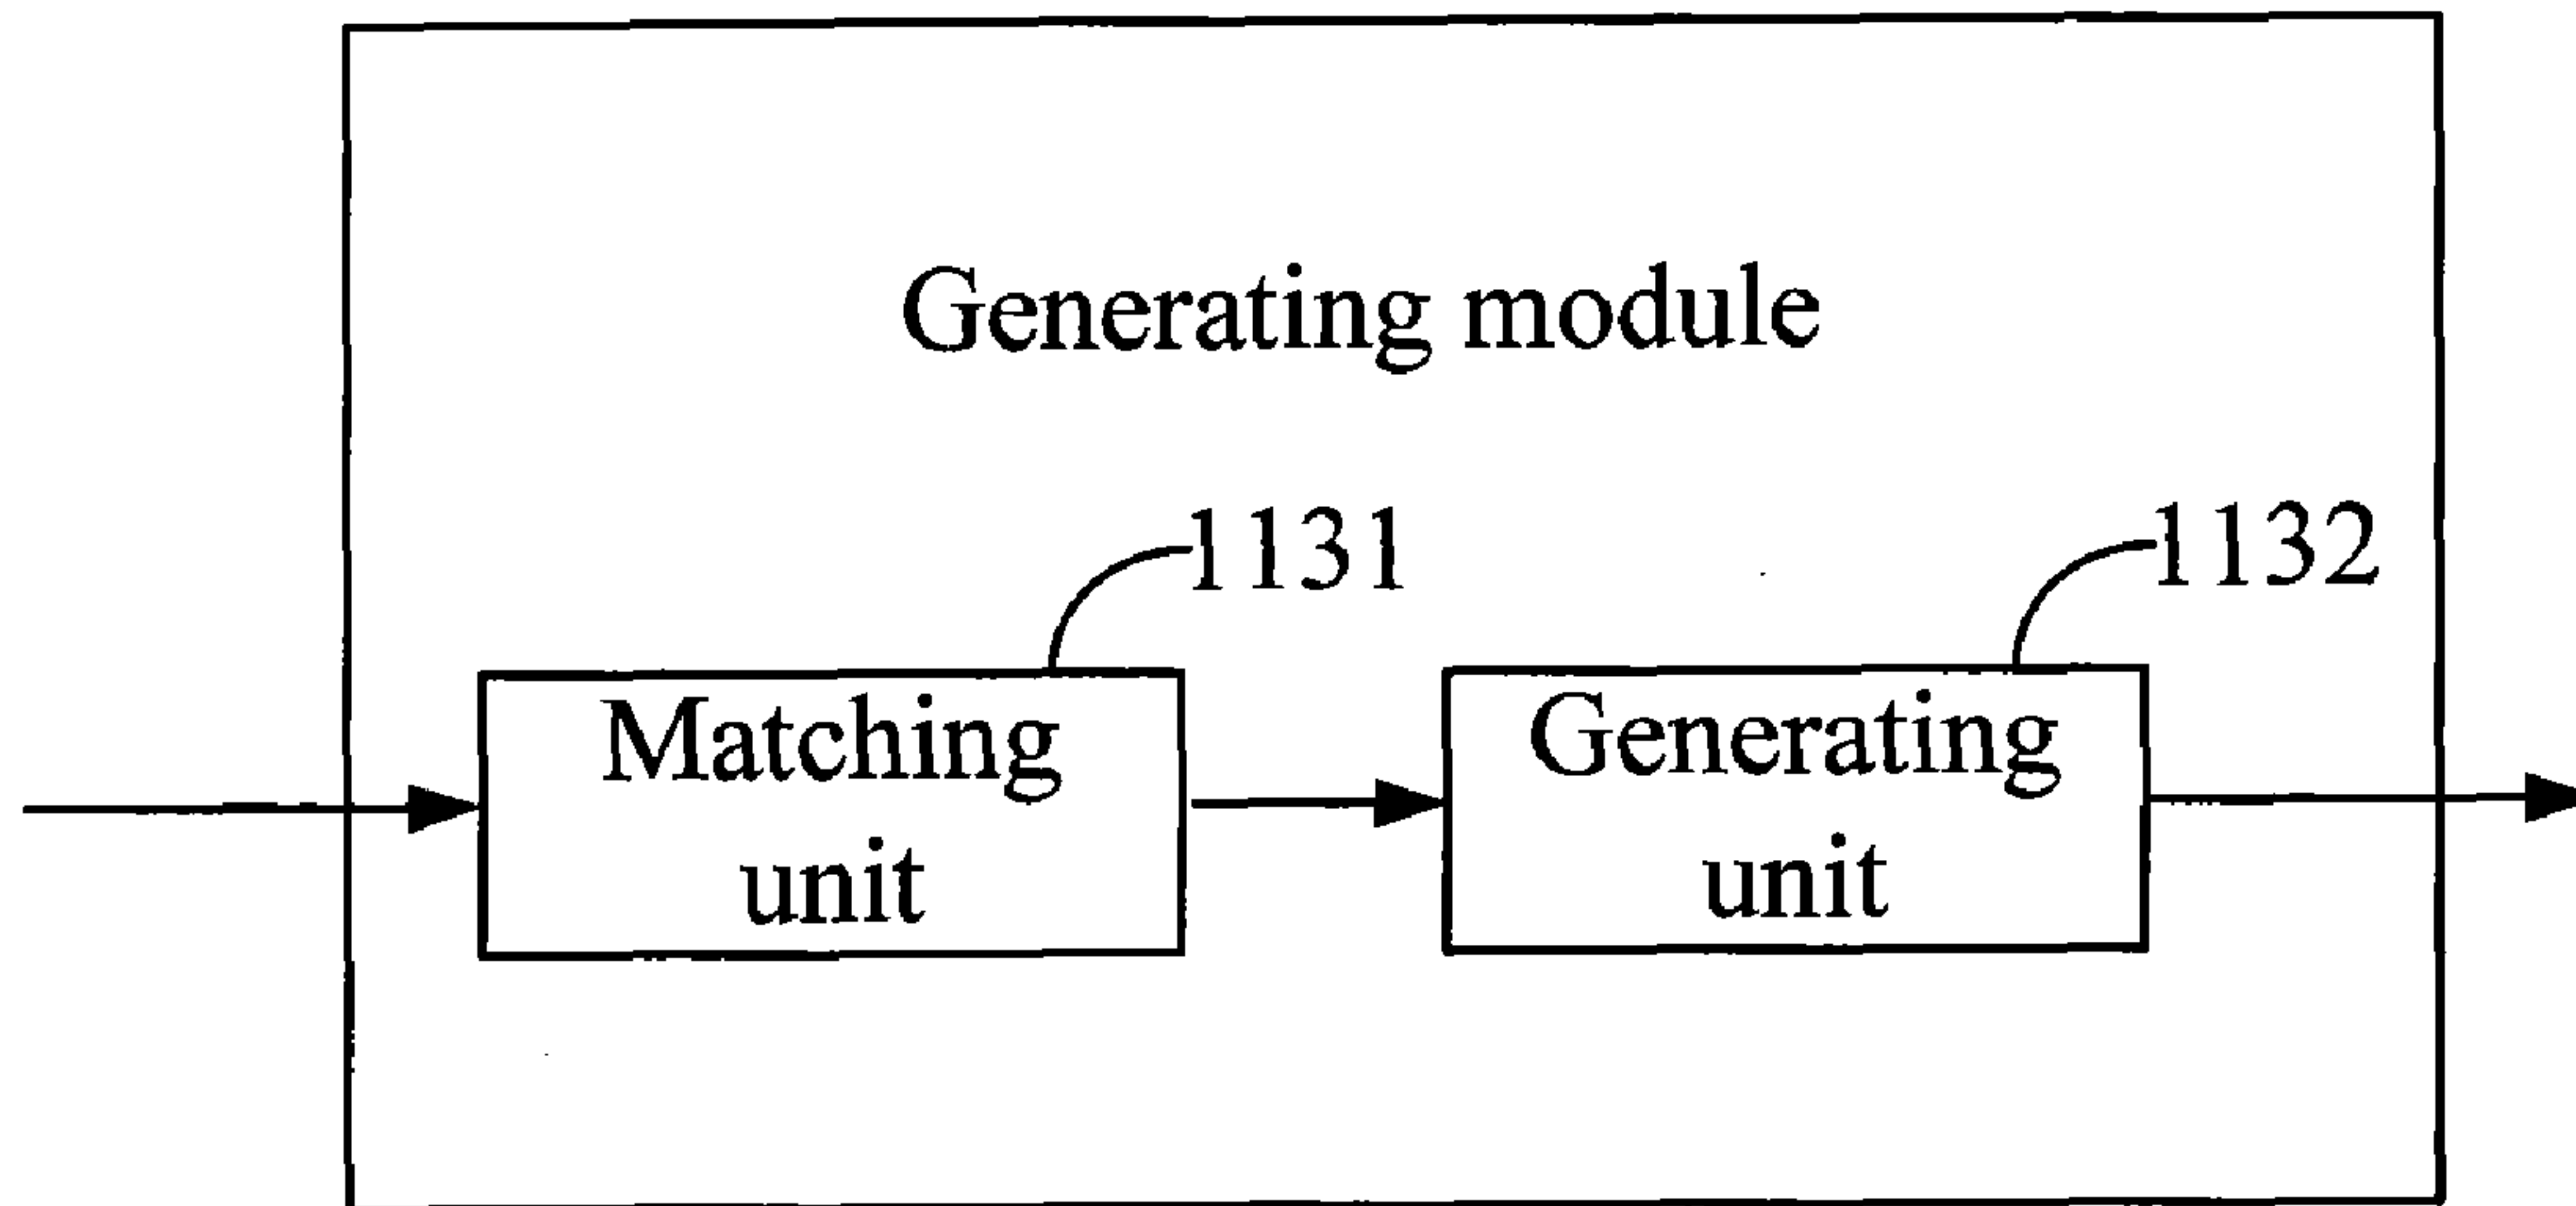 Generating module
1131
1132
Matching
unit
Generating
unit